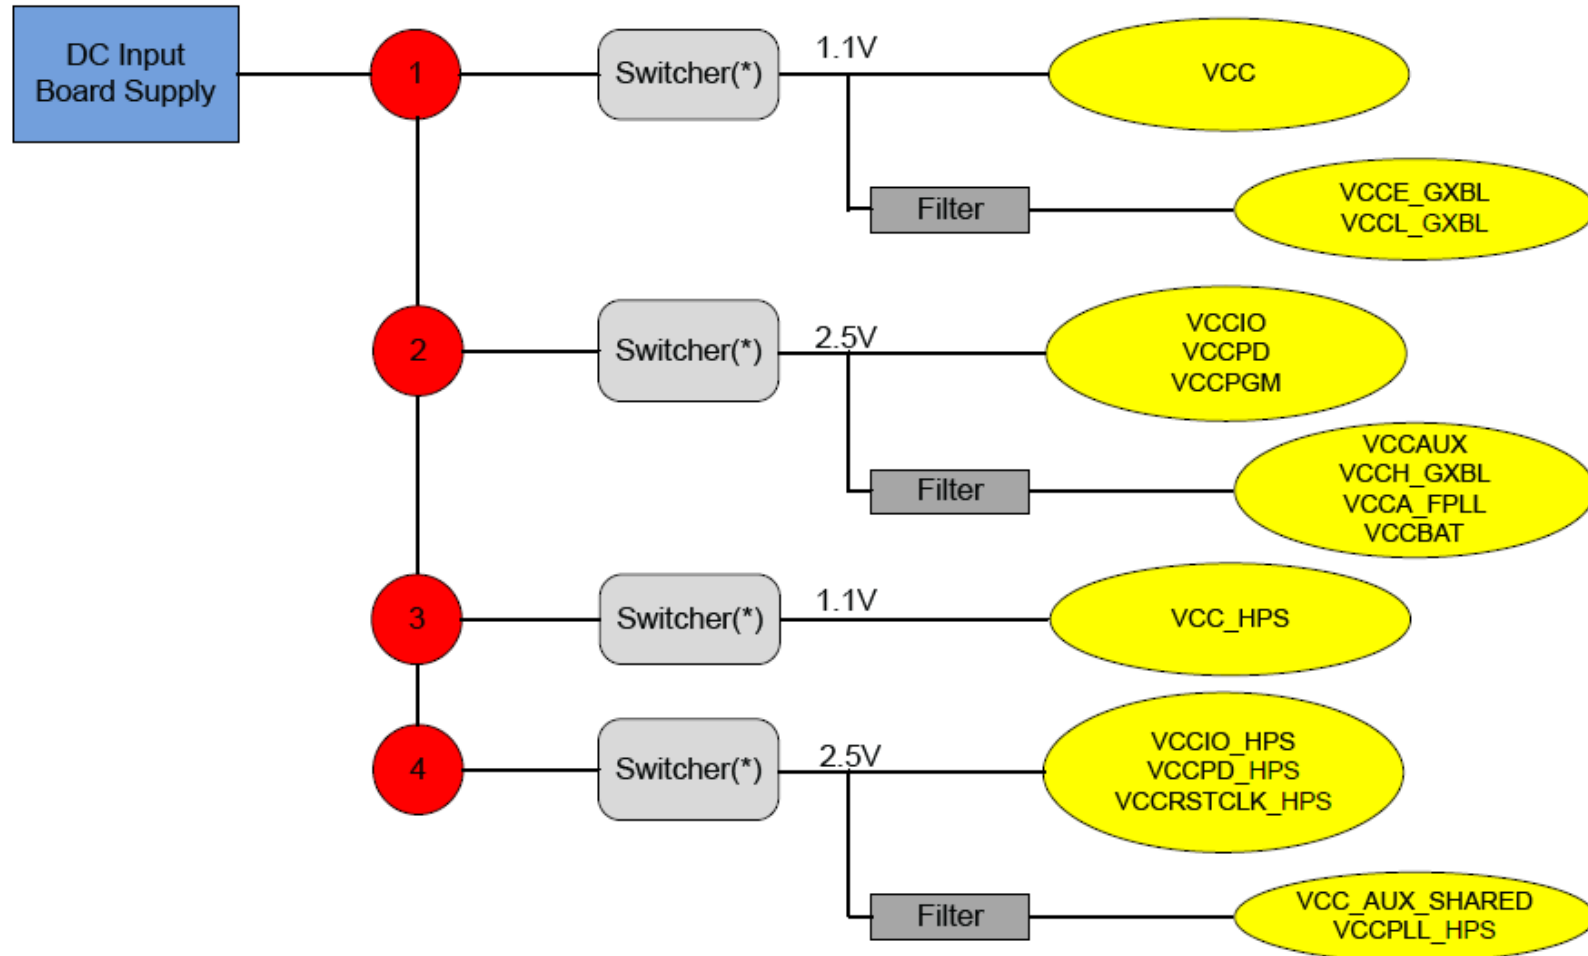 DC Input
Board Supply
1
Switcher(*)
1.1V
VCC
Filter
VCCE_GXBL
VCCL_GXBL
2
Switcher(*)
2.5V
VCCIO
VCCPD
VCCPGM
Filter
VCCAUX
VCCH_GXBL
VCCA_FPLL
VCCBAT
3
Switcher(*)
1.1V
VCC_HPS
4
Switcher(*)
2.5V
VCCIO_HPS
VCCPD_HPS
VCCRSTCLK_HPS
Filter
VCC_AUX_SHARED
VCCPLL_HPS